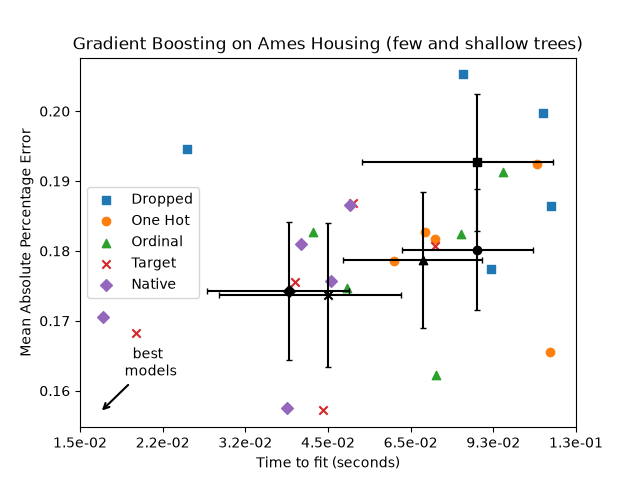 Gradient Boosting on Ames Housing (few and shallow trees)
Mean Absolute Percentage Error
0.20
0.19
0.18
0.17
0.16
Dropped
One Hot
Ordinal
Target
Native
best
models
1.5e-02 2.2e-02 3.2e-02 4.5e-02 6.5e-02 9.3e-02 1.3e-01
Time to fit (seconds)